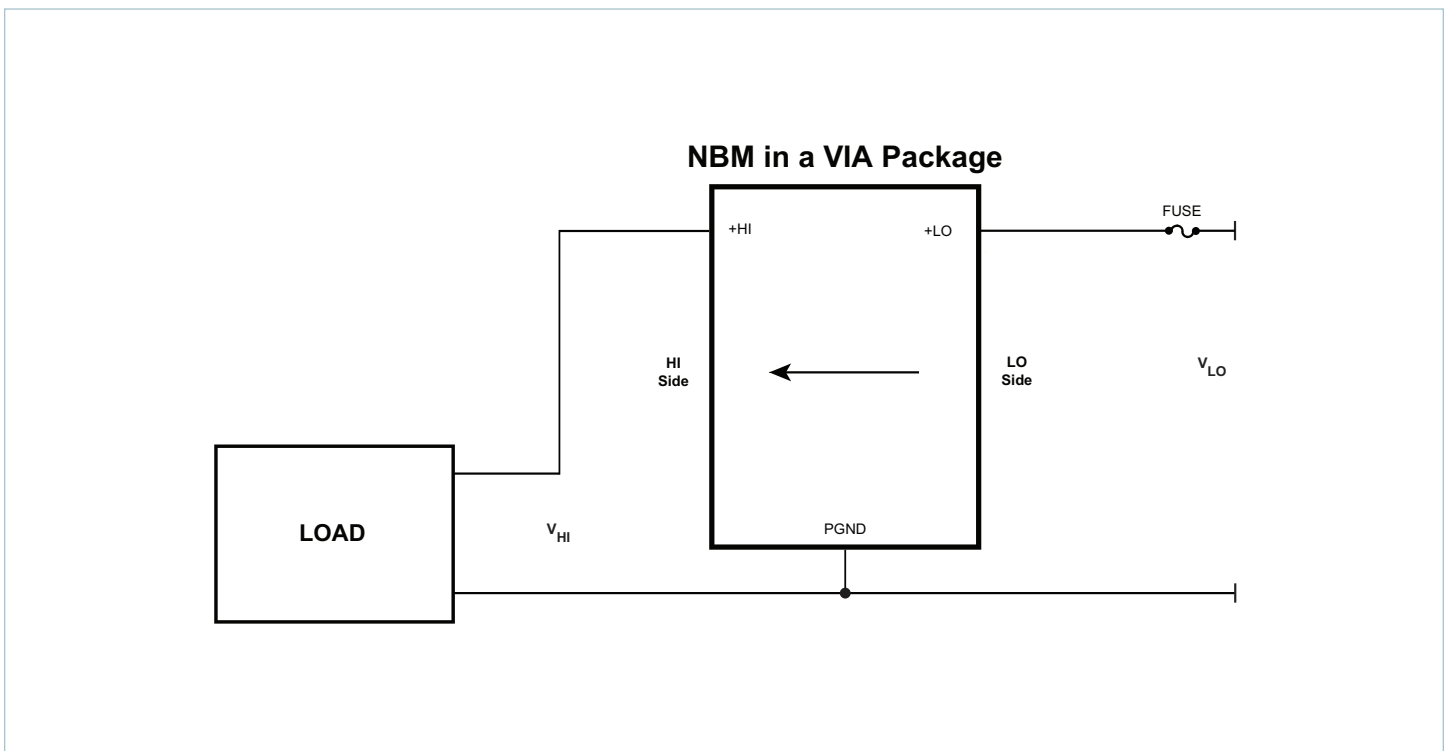 NBM in a VIA Package
FUSE
+HI
+LO
HI
Side
LO
Side
VLO
LOAD
VHI
PGND